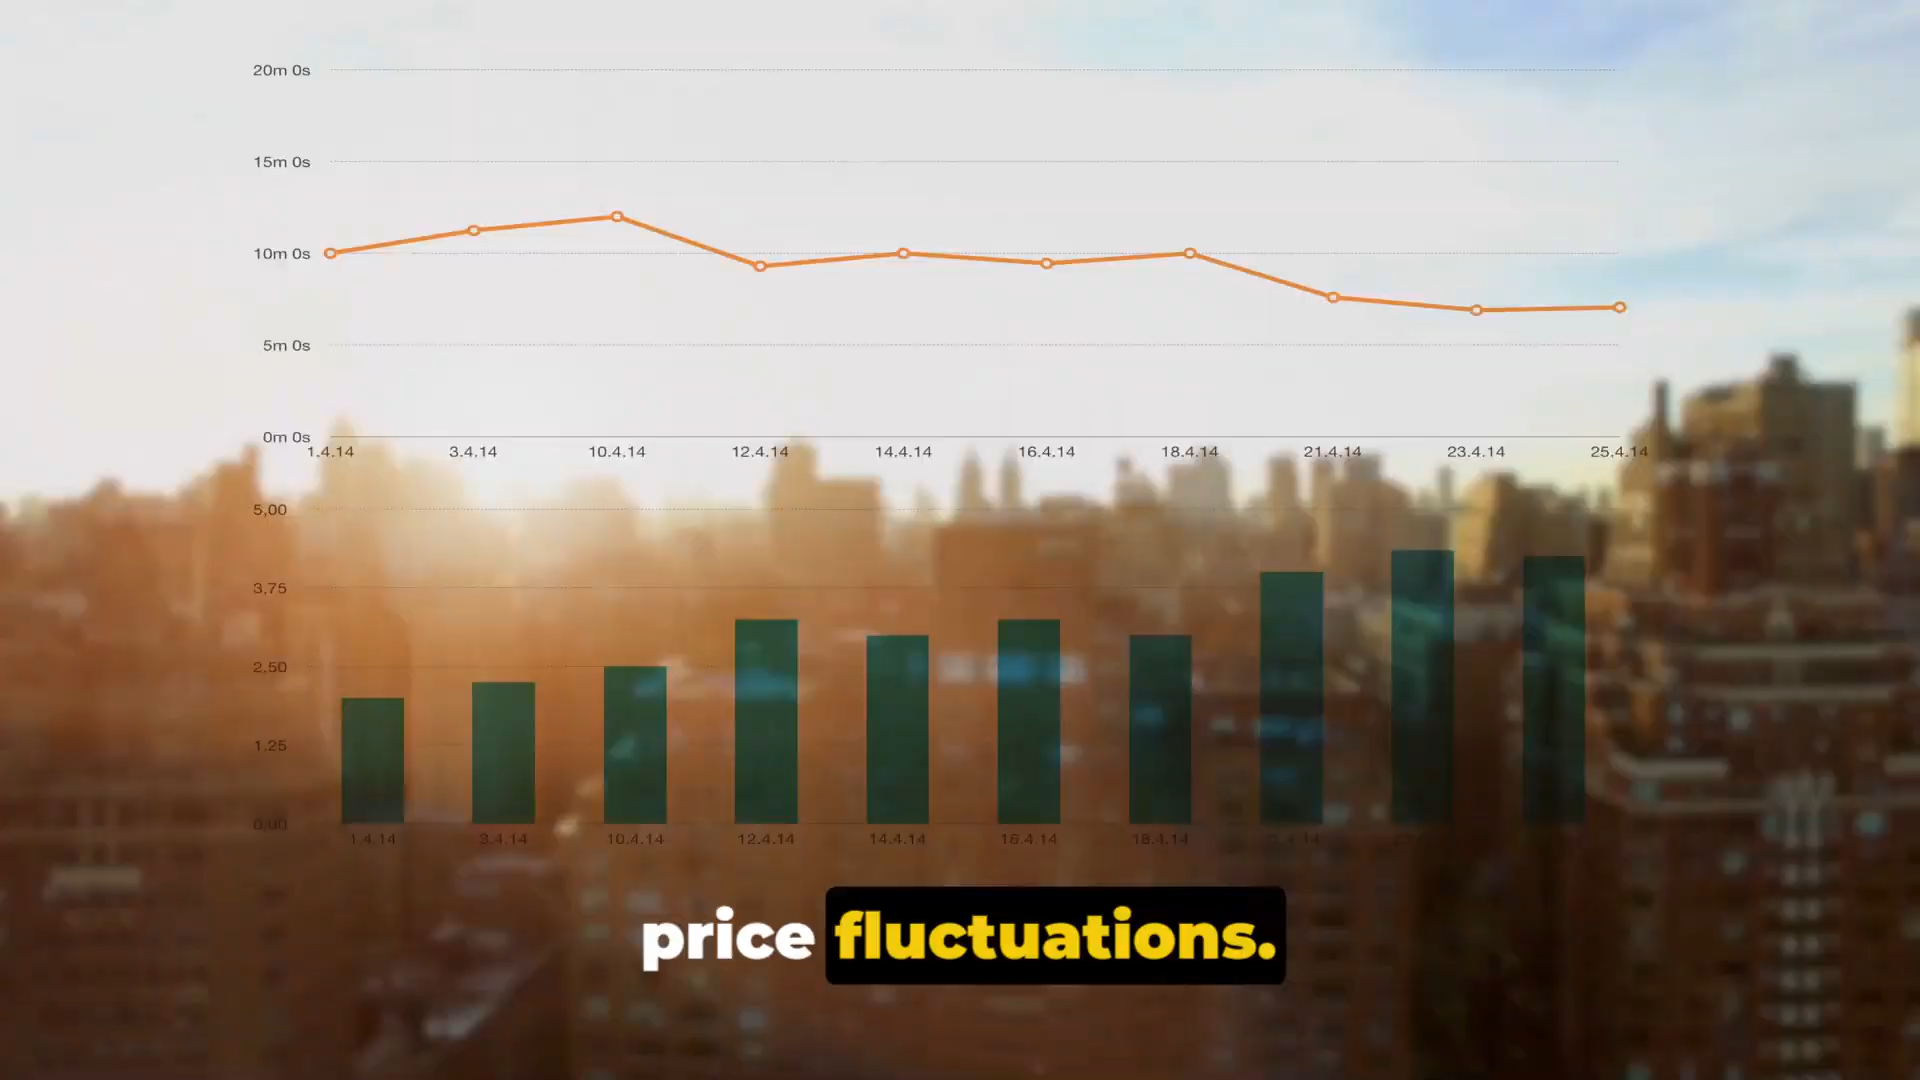 20m 0s
15m 0s
10m 0s
5m 0s
0m 0s
1.4.14 3.4.14 10.4.14 12.4.14 14.4.14 16.4.14 18.4.14 21.4.14 23.4.14 25.4.14
5,00
3,75
2,50
1,25
0,00
1.4.14 3.4.14 10.4.14 12.4.14 14.4.14 16.4.14 18.4.14
price fluctuations.